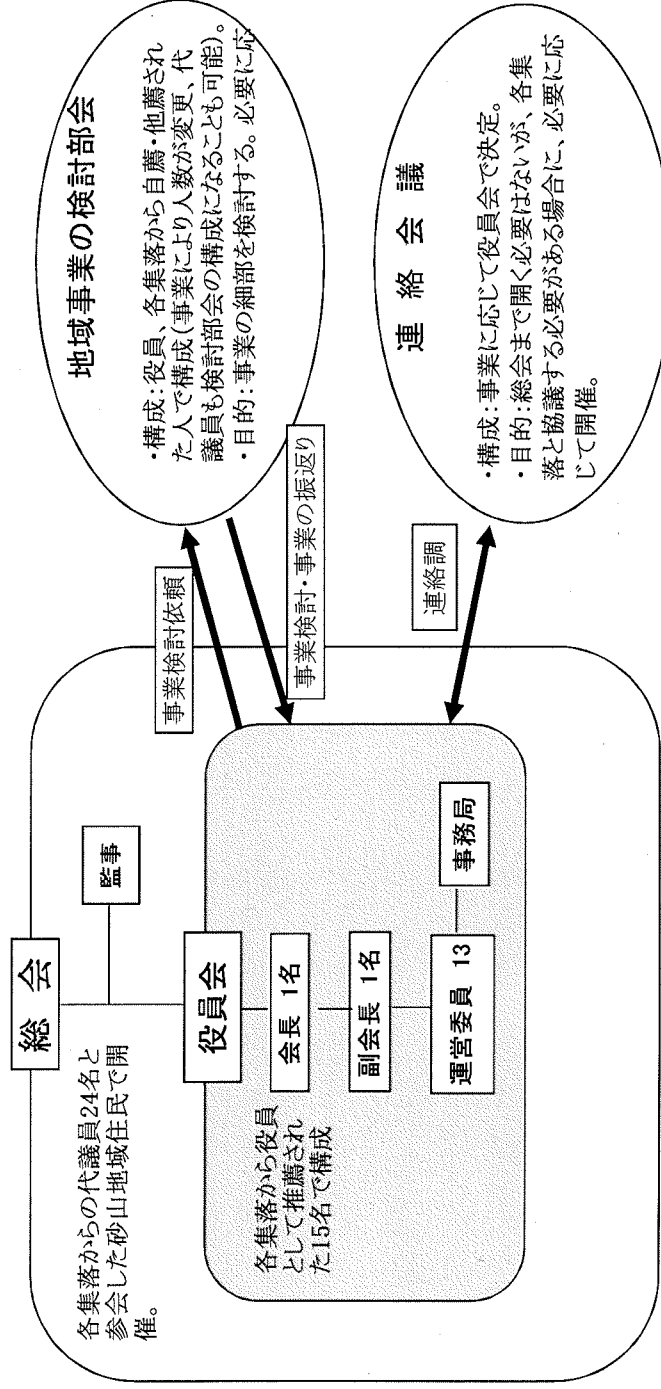 総　会
各集落からの代議員24名と
参会した砂山地域住民で開
催。
監事
役員会
各集落から役員
として推薦され
た15名で構成
会長 1名
副会長 1名
運営委員 13
事務局
事業検討依頼
事業検討・事業の振返り
連絡調
地域事業の検討部会
・構成：役員、各集落から自薦・他薦され
た人で構成（事業により人数が変更、代
議員も検討部会の構成になることも可能）。
・目的：事業の細部を検討する。必要に応
連　絡　会　議
・構成：事業に応じて役員会で決定。
・目的：総会まで開く必要はないが、各集
落と協議する必要がある場合に、必要に応
じて開催。